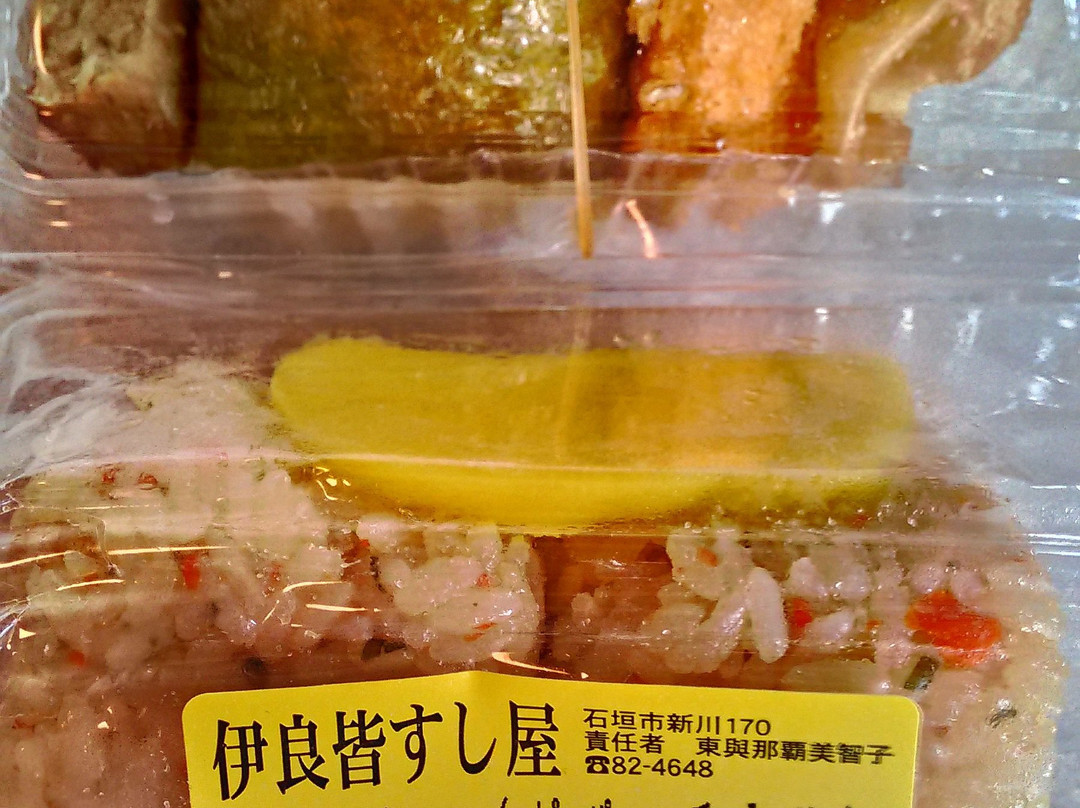 伊良皆すし屋
石垣市新川170
責任者　東與那覇美智子
☎82-4648